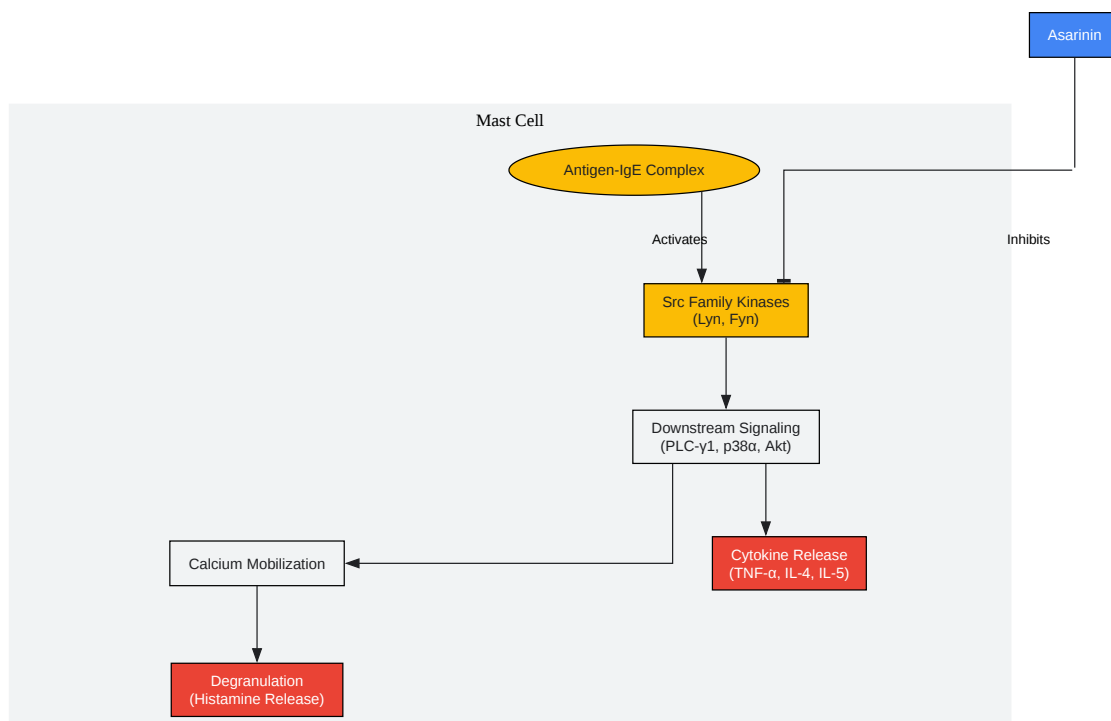 Asarinin
Mast Cell
Antigen-IgE Complex
Activates
Inhibits
Src Family Kinases
(Lyn, Fyn)
Downstream Signaling
(PLC-γ1, p38α, Akt)
Calcium Mobilization
Cytokine Release
(TNF-α, IL-4, IL-5)
Degranulation
(Histamine Release)